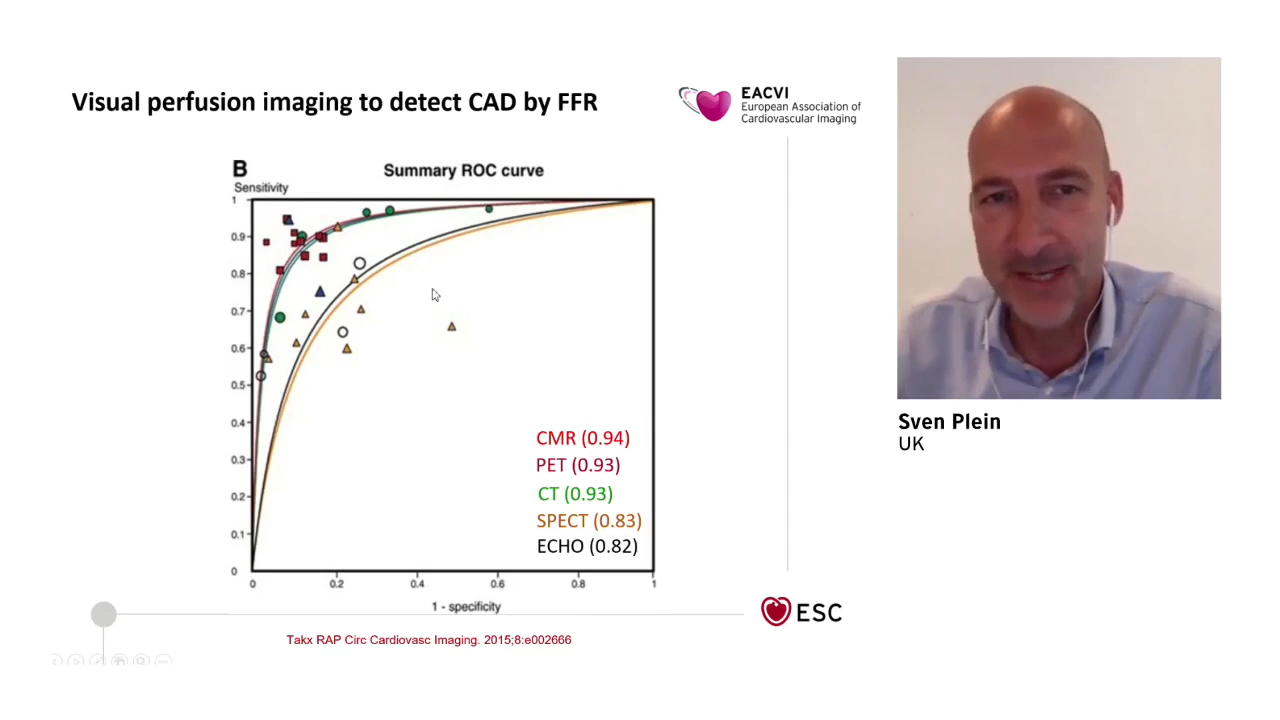 Visual perfusion imaging to detect CAD by FFR
EACVI
European Association of
Cardiovascular Imaging
B
Summary ROC curve
Sensitivity
1
0.9
0.8
0.7
0.6
0.5
0.4
0.3
0.2
0.1
0
CMR (0.94)
PET (0.93)
CT (0.93)
SPECT (0.83)
ECHO (0.82)
0 0.2 0.4 0.6 0.8 1
1 - specificity
Takx RAP Circ Cardiovasc Imaging. 2015;8:e002666
ESC
Sven Plein
UK